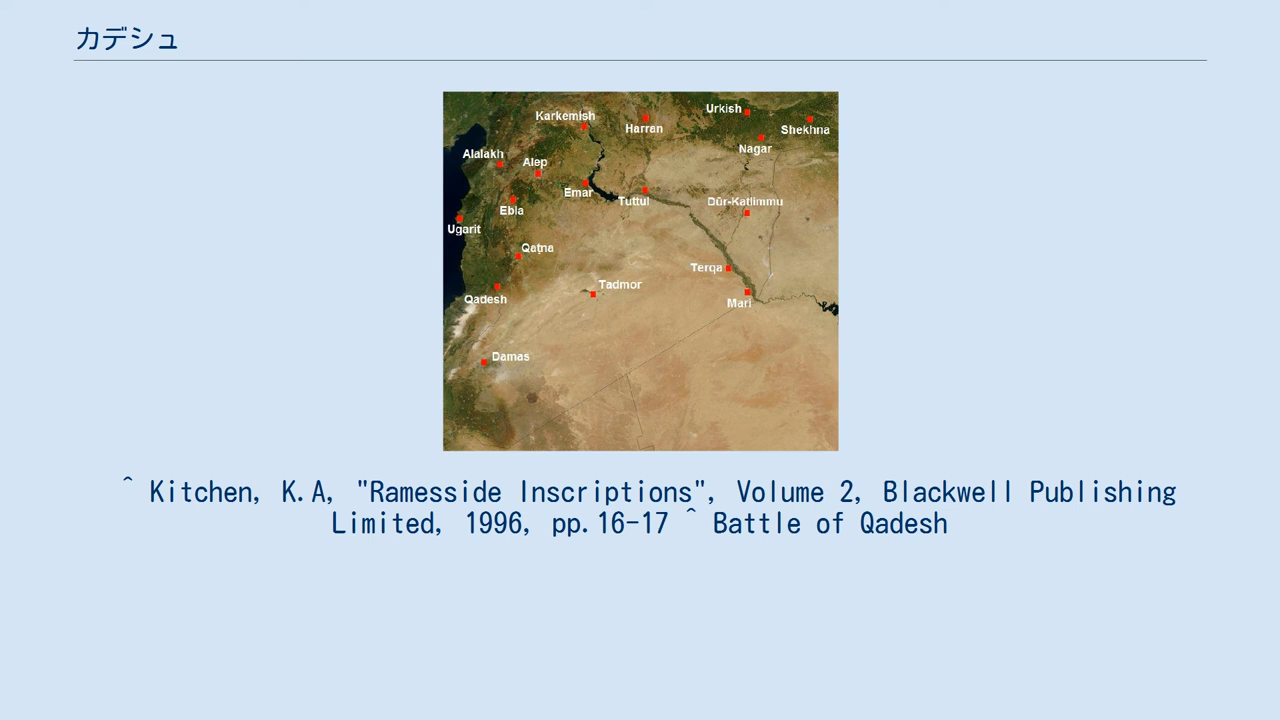 カデシュ
Karkemish
Urkish
Harran
Shekhna
Nagar
Alalakh
Alep
Emar
Tuttul
Dūr-Katlimmu
Ebla
Ugarit
Qatna
Terqa
Tadmor
Qadesh
Mari
Damas
^ Kitchen, K.A, "Ramesside Inscriptions", Volume 2, Blackwell Publishing
Limited, 1996, pp.16-17 ^ Battle of Qadesh